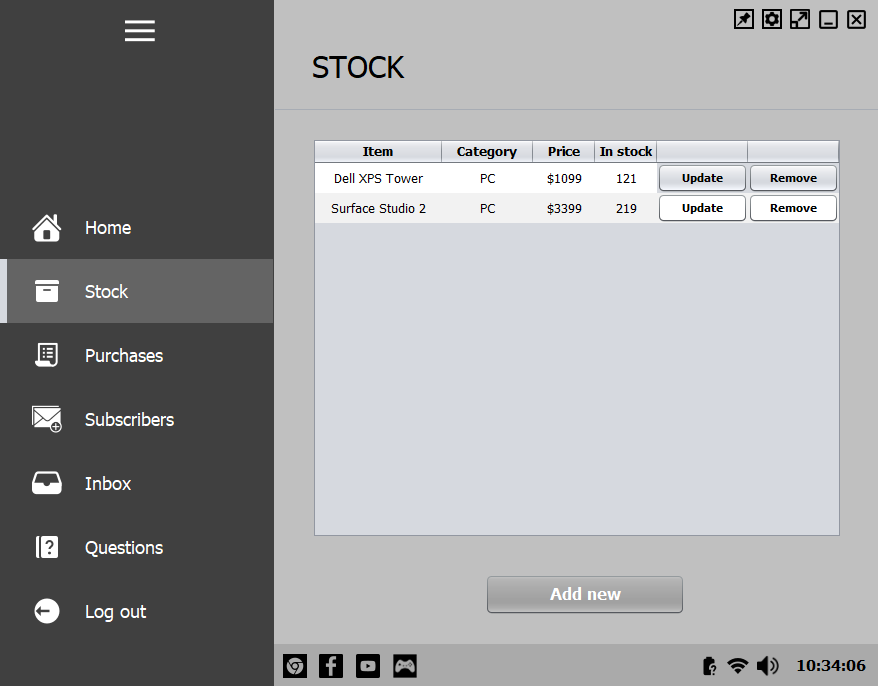 STOCK
Home
Stock
Purchases
Subscribers
Inbox
Questions
Log out
Item Category Price In stock
Dell XPS Tower PC $1099 121 Update Remove
Surface Studio 2 PC $3399 219 Update Remove
Add new
10:34:06